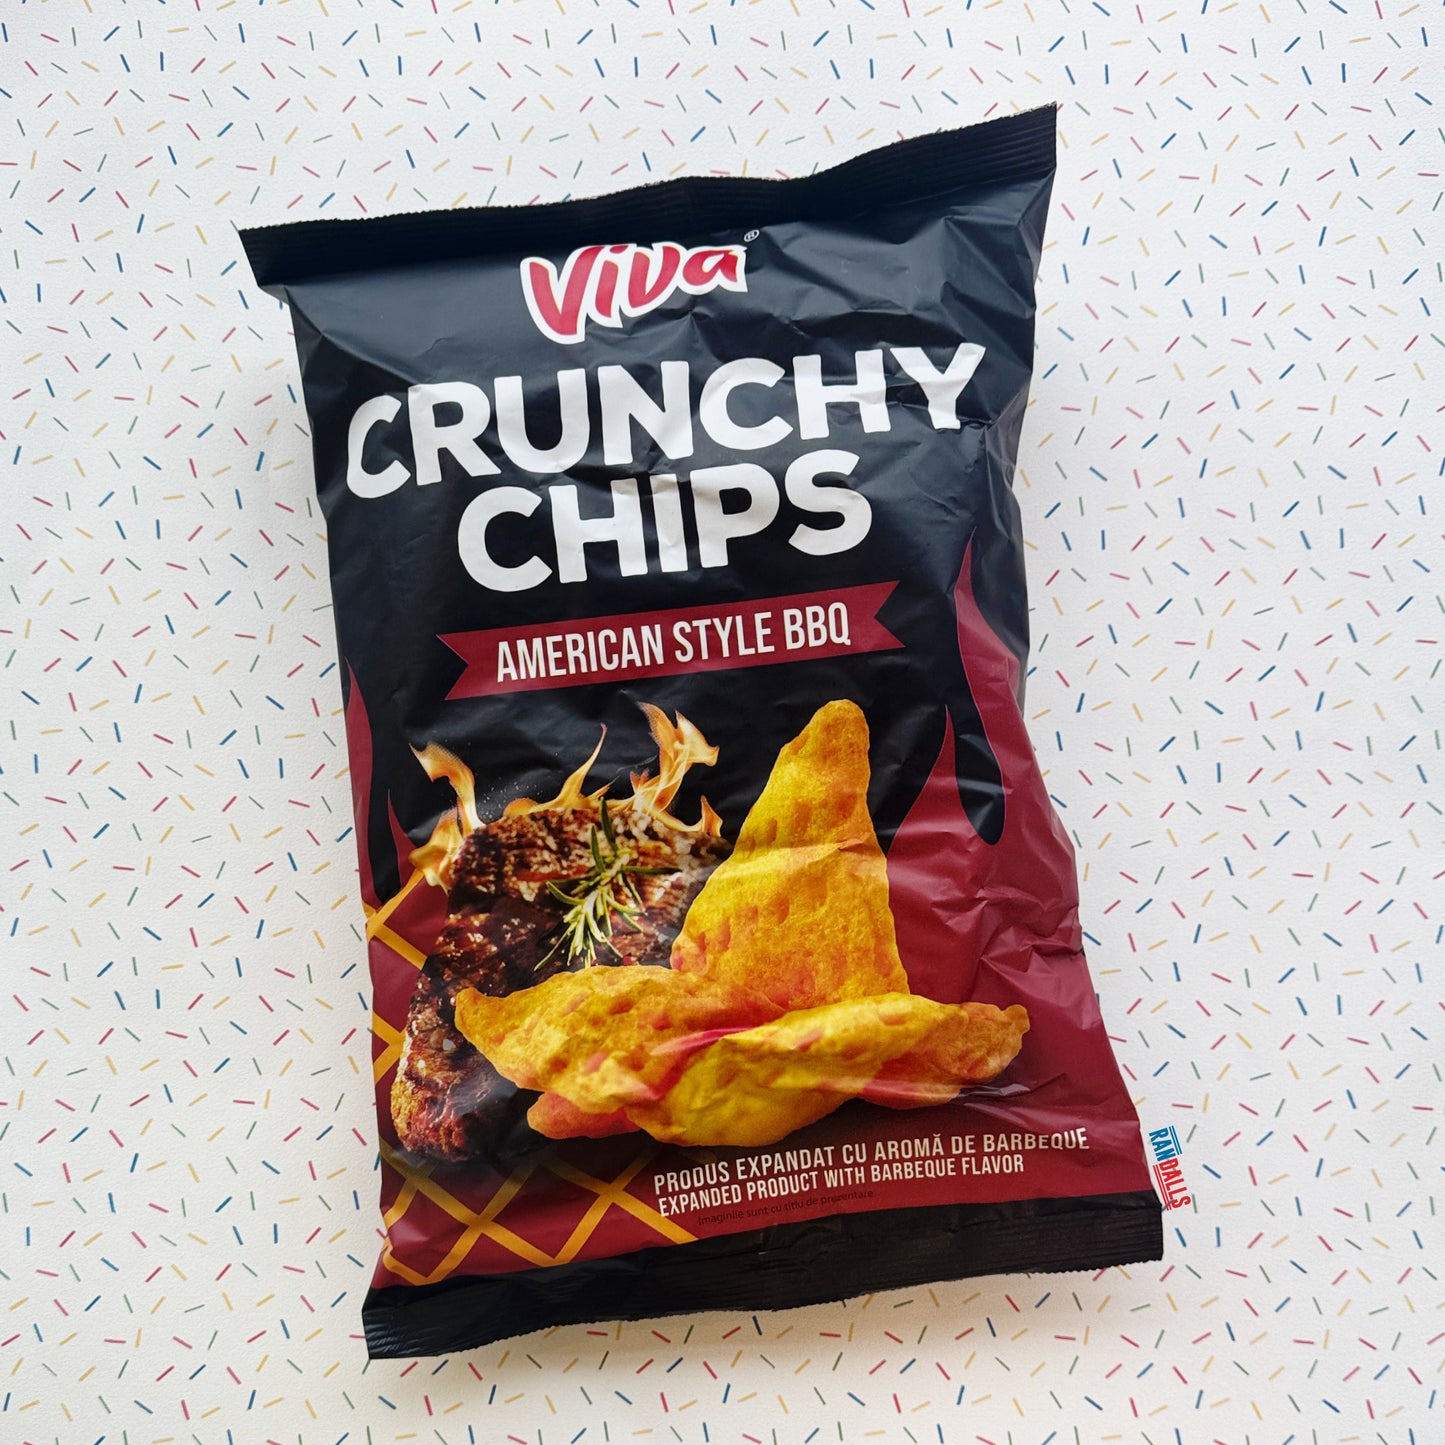 Viva®
CRUNCHY
CHIPS
AMERICAN STYLE BBQ
PRODUS EXPANDAT CU AROMĂ DE BARBEQUE
EXPANDED PRODUCT WITH BARBEQUE FLAVOR
Imaginile sunt cu titlu de prezentare
RANDALLS